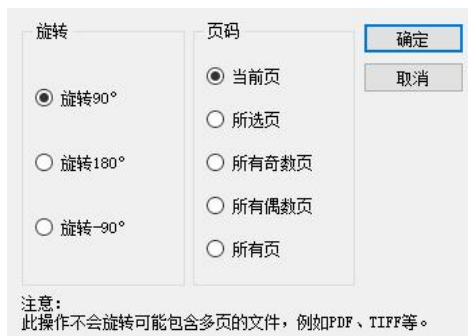 旋转
旋转90°
旋转180°
旋转-90°
页码
当前页
所选页
所有奇数页
所有偶数页
所有页
确定
取消
注意:
此操作不会旋转可能包含多页的文件，例如PDF、TIFF等。